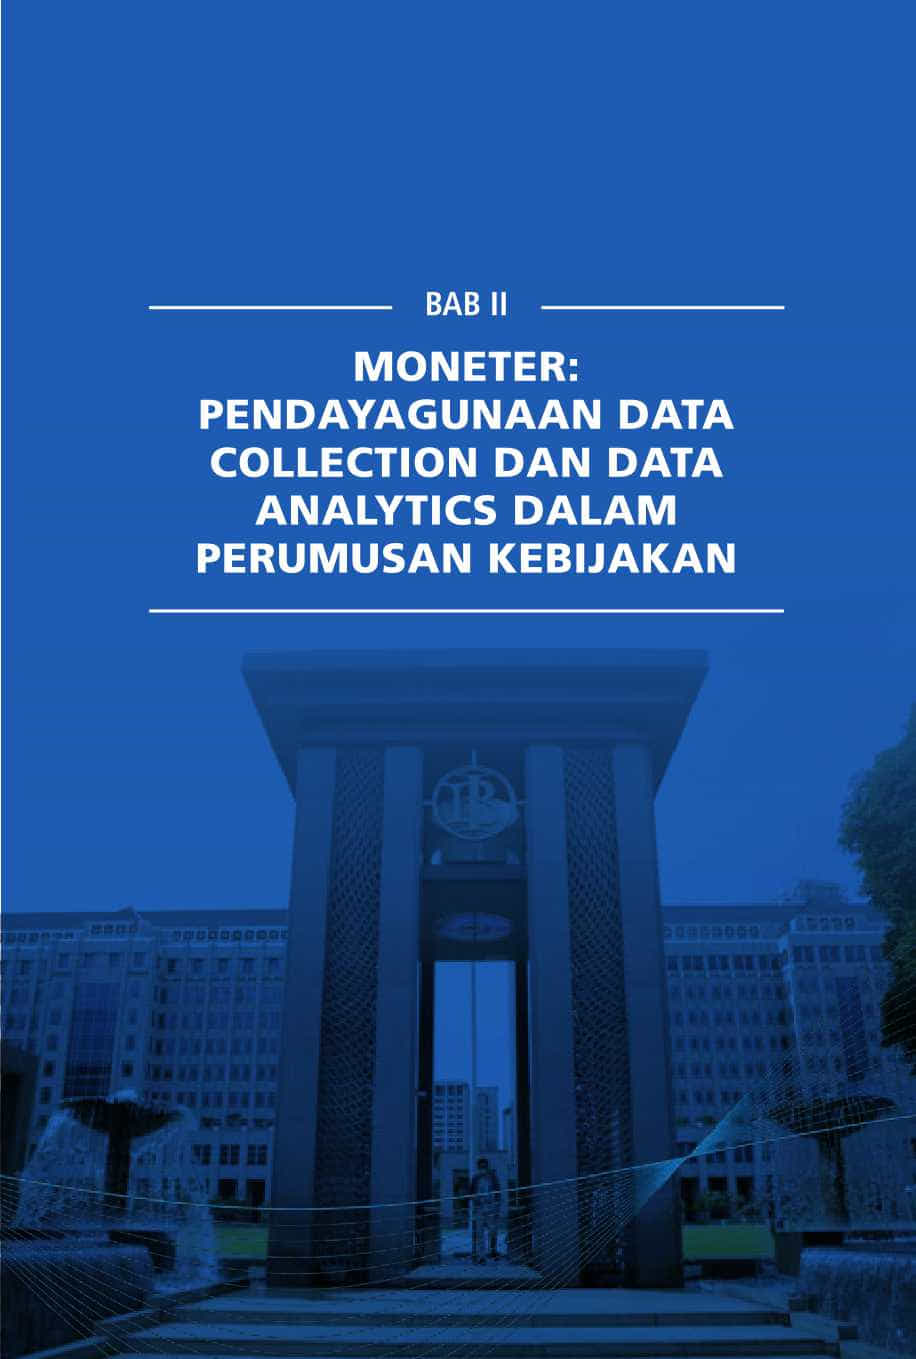 BAB II
MONETER:
PENDAYAGUNAAN DATA
COLLECTION DAN DATA
ANALYTICS DALAM
PERUMUSAN KEBIJAKAN